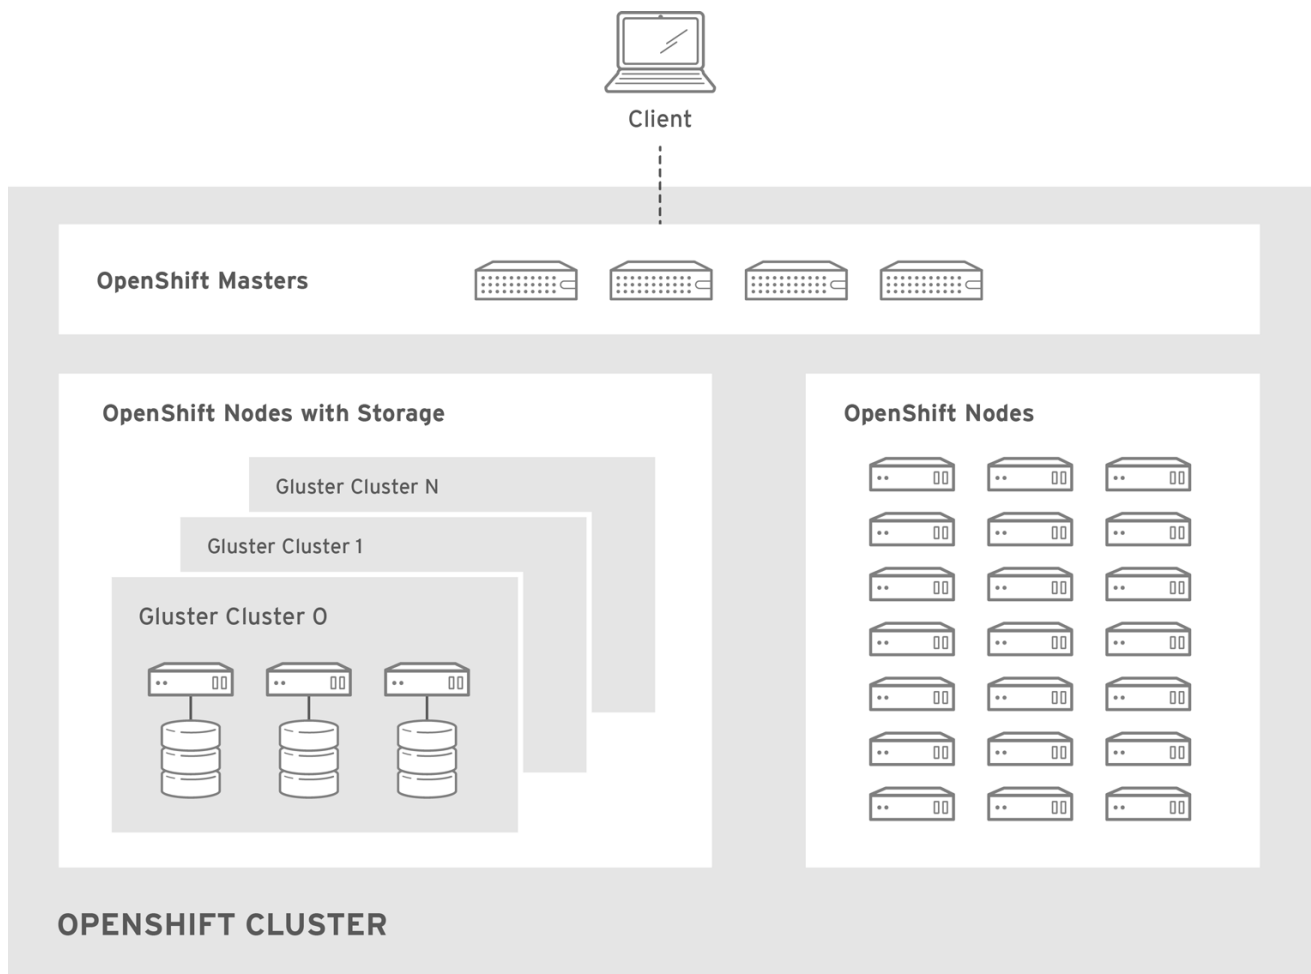 Client
OpenShift Masters
OpenShift Nodes with Storage
Gluster Cluster N
Gluster Cluster 1
Gluster Cluster 0
OpenShift Nodes
OPENSHIFT CLUSTER